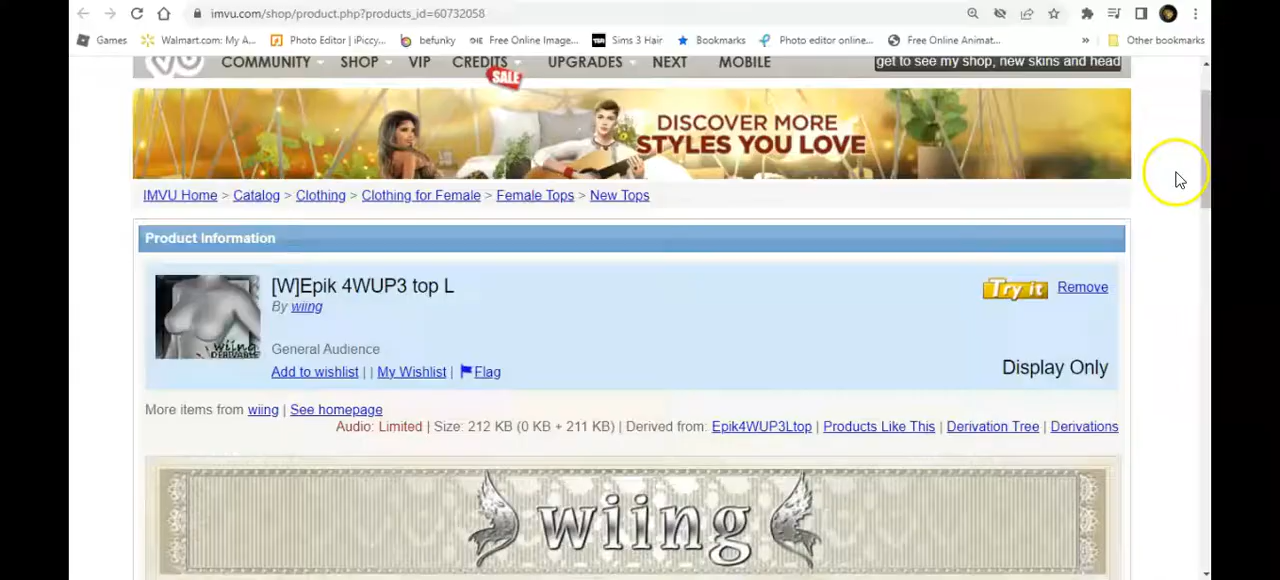 imvu.com/shop/product.php?products_id=60732058
Games Walmart.com: My A... Photo Editor | iPiccy... befunky Free Online Image... TSR Sims 3 Hair Bookmarks Photo editor online... Free Online Animat... » Other bookmarks
COMMUNITY SHOP VIP CREDITS UPGRADES NEXT MOBILE get to see my shop, new skins and head
SALE
DISCOVER MORE
STYLES YOU LOVE
IMVU Home > Catalog > Clothing > Clothing for Female > Female Tops > New Tops
Product Information
[W]Epik 4WUP3 top L
Try it Remove
By wiing
wiing
DERIVABLE
General Audience
Display Only
Add to wishlist | | My Wishlist | Flag
More items from wiing | See homepage
Audio: Limited | Size: 212 KB (0 KB + 211 KB) | Derived from: Epik4WUP3Ltop | Products Like This | Derivation Tree | Derivations
wiing